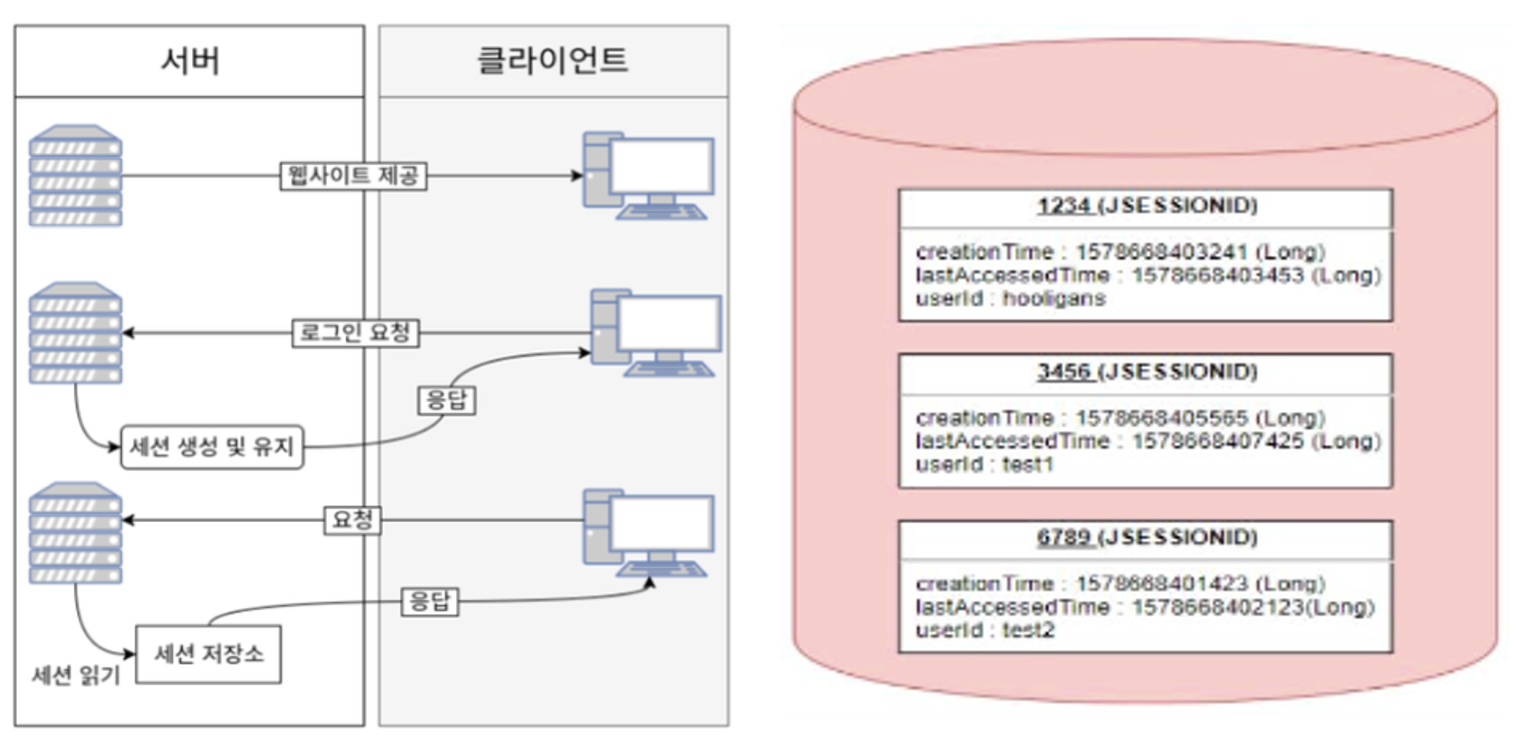 서버
클라이언트
웹사이트 제공
로그인 요청
응답
세션 생성 및 유지
요청
응답
세션 저장소
세션 읽기
1234 (JSESSIONID)
creationTime : 1578668403241 (Long)
lastAccessedTime : 1578668403453 (Long)
userId : hooligans
3456 (JSESSIONID)
creationTime : 1578668405565 (Long)
lastAccessedTime : 1578668407425 (Long)
userId : test1
6789 (JSESSIONID)
creationTime : 1578668401423 (Long)
lastAccessedTime : 1578668402123(Long)
userId : test2